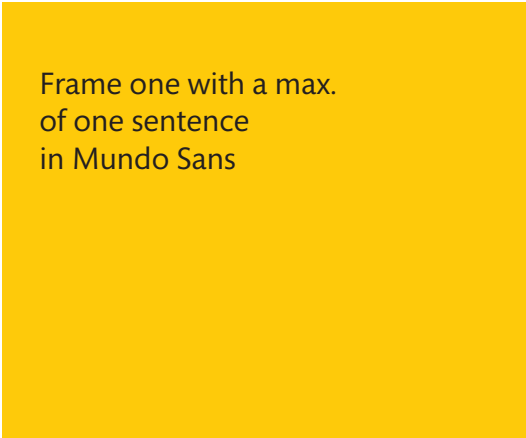 Frame one with a max.
of one sentence
in Mundo Sans